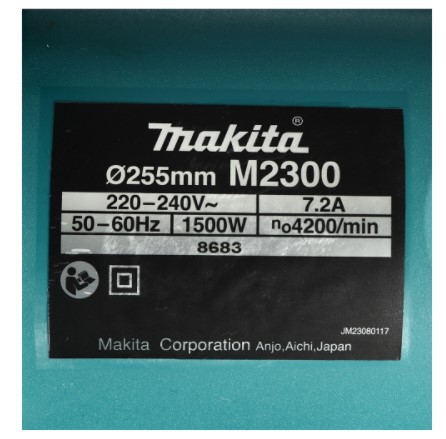 makita®
Ø255mm M2300
220–240V~ 7.2A
50–60Hz 1500W no4200/min
8683
JM23080117
Makita Corporation Anjo,Aichi,Japan